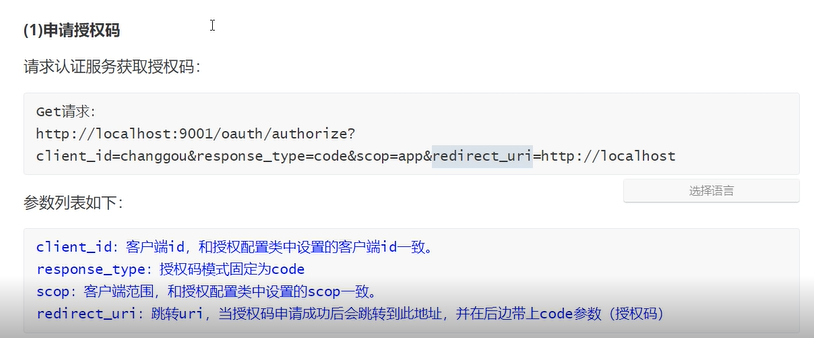 (1)申请授权码
请求认证服务获取授权码：
Get请求：
http://localhost:9001/oauth/authorize?
client_id=changgou&response_type=code&scop=app&redirect_uri=http://localhost
选择语言
参数列表如下：
client_id：客户端id，和授权配置类中设置的客户端id一致。
response_type：授权码模式固定为code
scop：客户端范围，和授权配置类中设置的scop一致。
redirect_uri：跳转uri，当授权码申请成功后会跳转到此地址，并在后边带上code参数（授权码）